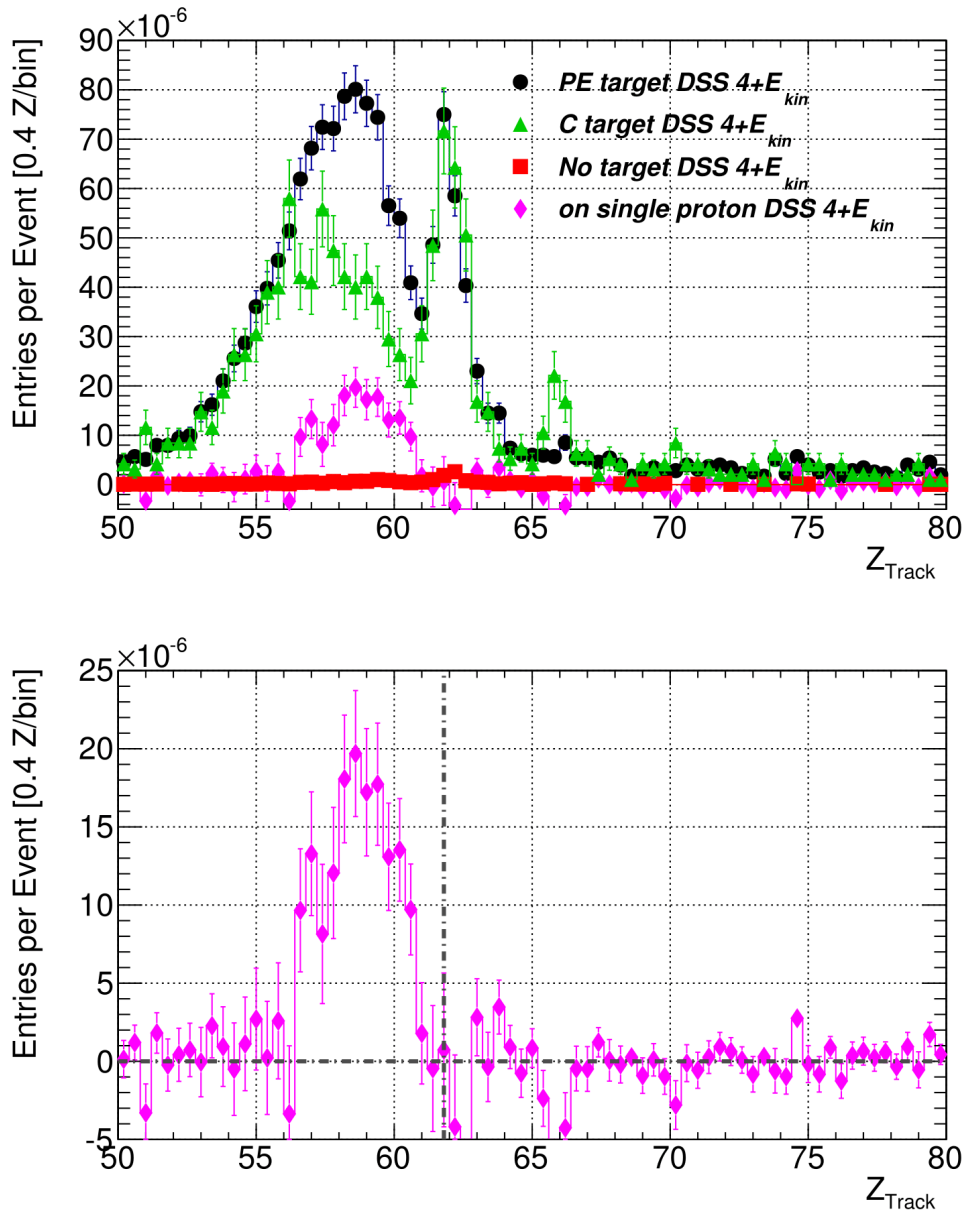 ×10⁻⁶
Entries per Event [0.4 Z/bin]
90
80
70
60
50
40
30
20
10
0
PE target DSS 4+E_kin
C target DSS 4+E_kin
No target DSS 4+E_kin
on single proton DSS 4+E_kin
50 55 60 65 70 75 80
Z_Track
×10⁻⁶
Entries per Event [0.4 Z/bin]
25
20
15
10
5
0
-5
50 55 60 65 70 75 80
Z_Track